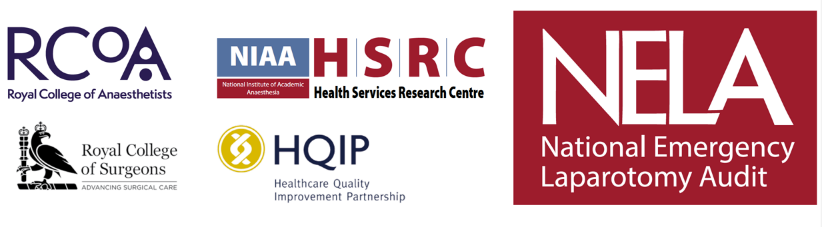 RCoA
Royal College of Anaesthetists
NIAA
National Institute of Academic
Anaesthesia
HSRC
Health Services Research Centre
Royal College
of Surgeons
ADVANCING SURGICAL CARE
HQIP
Healthcare Quality
Improvement Partnership
NELA
National Emergency
Laparotomy Audit